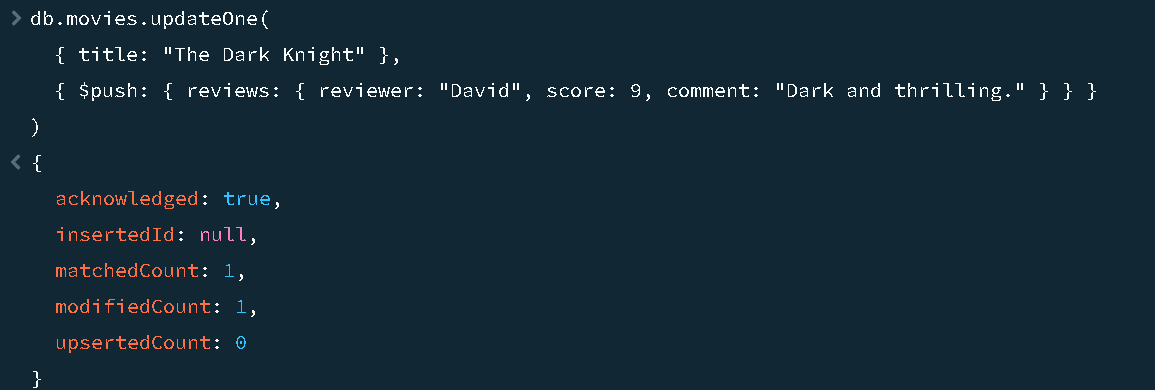 > db.movies.updateOne(
{ title: "The Dark Knight" },
{ $push: { reviews: { reviewer: "David", score: 9, comment: "Dark and thrilling." } } }
)
< {
acknowledged: true,
insertedId: null,
matchedCount: 1,
modifiedCount: 1,
upsertedCount: 0
}